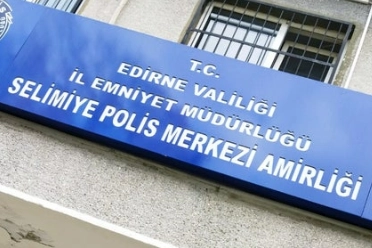 T.C.
EDİRNE VALİLİĞİ
İL EMNİYET MÜDÜRLÜĞÜ
SELİMİYE POLİS MERKEZİ AMİRLİĞİ